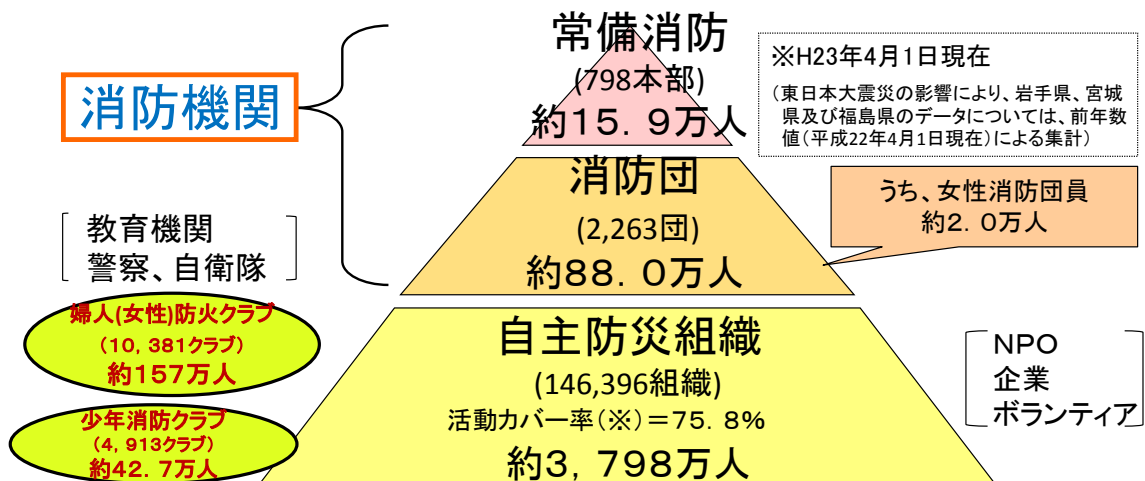 常備消防
(798本部)
約15．9万人
消防機関
※H23年4月1日現在
（東日本大震災の影響により、岩手県、宮城
県及び福島県のデータについては、前年数
値（平成22年4月1日現在）による集計）
消防団
(2,263団)
約88．0万人
うち、女性消防団員
約2．0万人
教育機関
警察、自衛隊
婦人(女性)防火クラブ
（10，381クラブ）
約157万人
少年消防クラブ
（4，913クラブ）
約42．7万人
自主防災組織
(146,396組織)
活動カバー率（※）＝75．8%
約3，798万人
NPO
企業
ボランティア